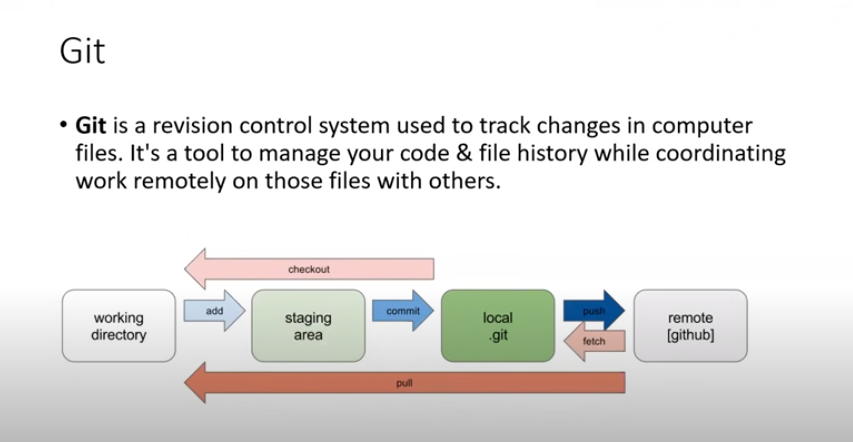 Git
• Git is a revision control system used to track changes in computer
files. It's a tool to manage your code & file history while coordinating
work remotely on those files with others.
checkout
working
directory
add
staging
area
commit
local
.git
push
fetch
remote
[github]
pull